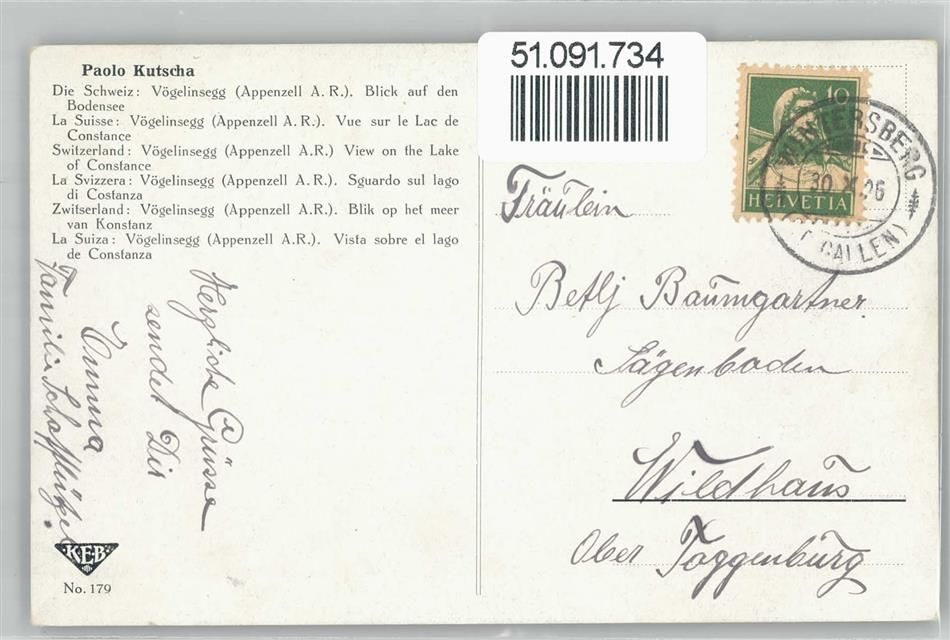 51.091.734
Paolo Kutscha
Die Schweiz: Vögelinsegg (Appenzell A. R.). Blick auf den
Bodensee
La Suisse: Vögelinsegg (Appenzell A. R.). Vue sur le Lac de
Constance
Switzerland: Vögelinsegg (Appenzell A.R.) View on the Lake
of Constance
La Svizzera: Vögelinsegg (Appenzell A.R.). Sguardo sul lago
di Costanza
Zwitserland: Vögelinsegg (Appenzell A.R.). Blik op het meer
van Konstanz
La Suiza: Vögelinsegg (Appenzell A.R.). Vista sobre el lago
de Constanza
Herzliche Grüsse
sendet Dir
Emma
Familie
KEB
No. 179
10
HELVETIA
30. X. 26
(ST. GALLEN)
Fräulein
Betlj Baumgartner
Sägenboden
Wildhaus
Ober Toggenburg